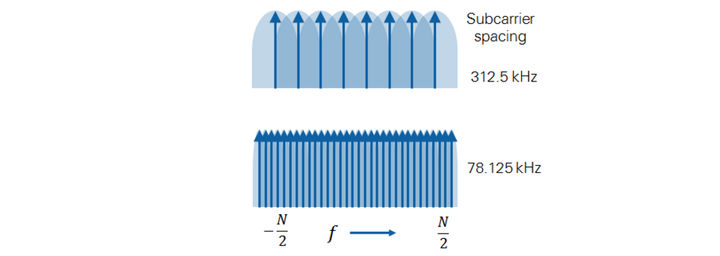 Subcarrier
spacing
312.5 kHz
78.125 kHz
-N/2 f N/2